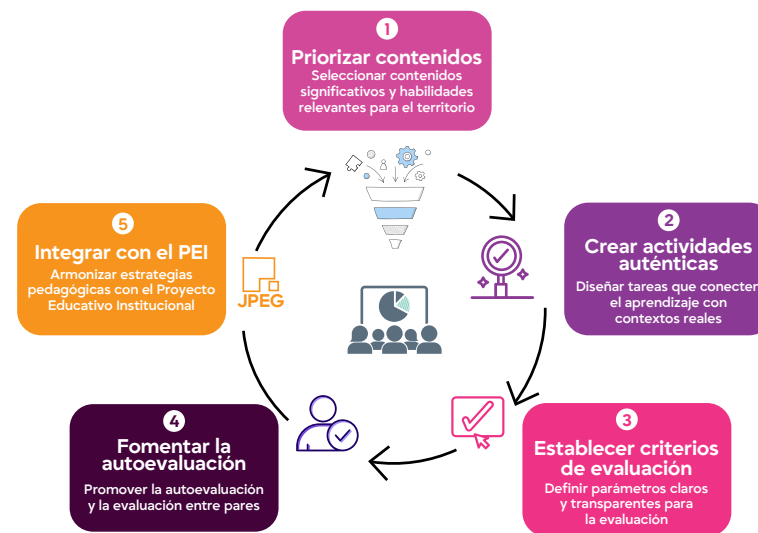 1
Priorizar contenidos
Seleccionar contenidos
significativos y habilidades
relevantes para el territorio
2
Crear actividades
auténticas
Diseñar tareas que conecten
el aprendizaje con
contextos reales
3
Establecer criterios
de evaluación
Definir parámetros claros
y transparentes para
la evaluación
4
Fomentar la
autoevaluación
Promover la autoevaluación
y la evaluación entre pares
5
Integrar con el PEI
Armonizar estrategias
pedagógicas con el Proyecto
Educativo Institucional
JPEG